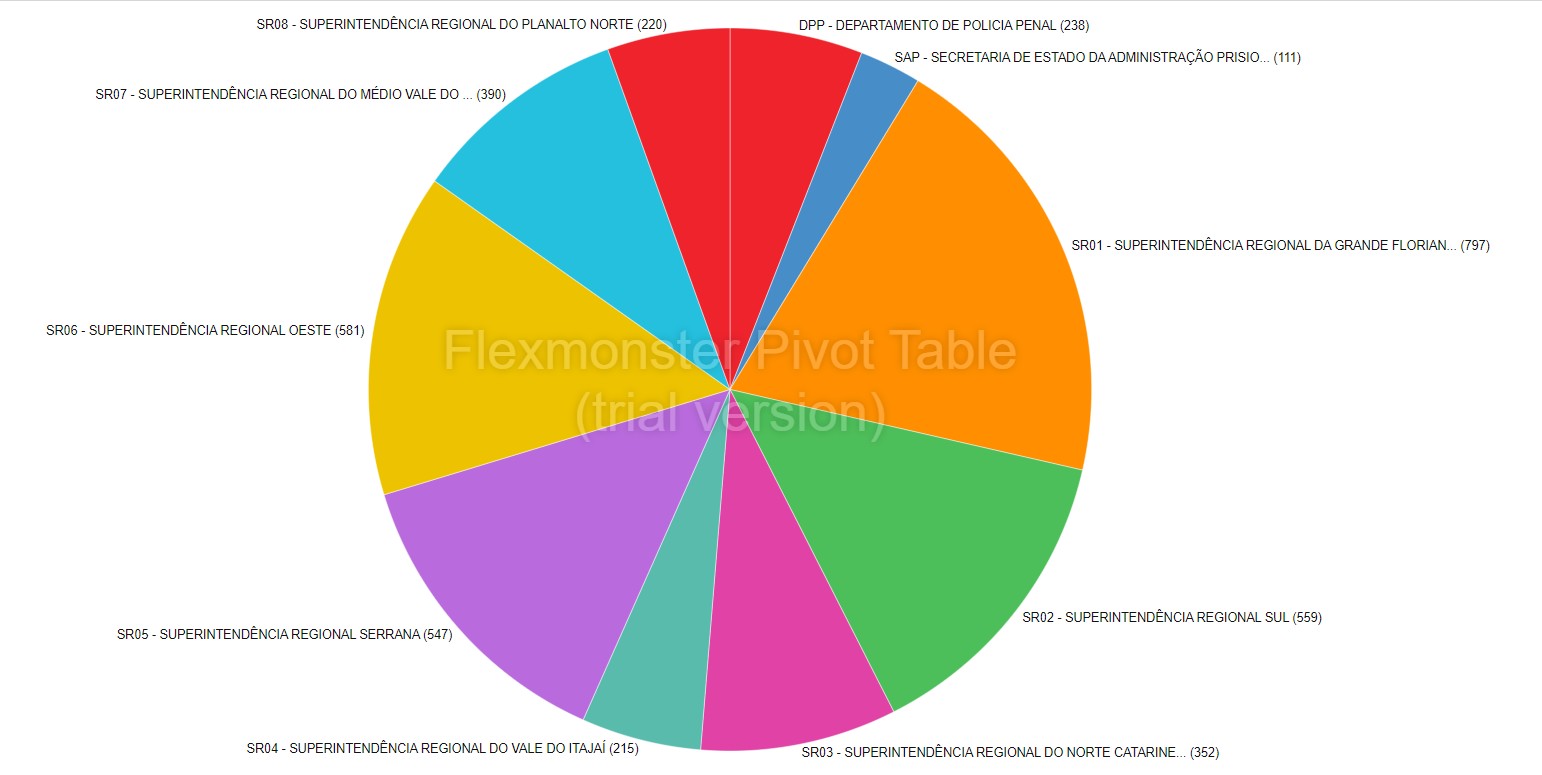 SR08 - SUPERINTENDÊNCIA REGIONAL DO PLANALTO NORTE (220)
DPP - DEPARTAMENTO DE POLICIA PENAL (238)
SAP - SECRETARIA DE ESTADO DA ADMINISTRAÇÃO PRISIO... (111)
SR07 - SUPERINTENDÊNCIA REGIONAL DO MÉDIO VALE DO ... (390)
SR01 - SUPERINTENDÊNCIA REGIONAL DA GRANDE FLORIAN... (797)
SR06 - SUPERINTENDÊNCIA REGIONAL OESTE (581)
Flexmonster Pivot Table
(trial version)
SR02 - SUPERINTENDÊNCIA REGIONAL SUL (559)
SR05 - SUPERINTENDÊNCIA REGIONAL SERRANA (547)
SR04 - SUPERINTENDÊNCIA REGIONAL DO VALE DO ITAJAÍ (215)
SR03 - SUPERINTENDÊNCIA REGIONAL DO NORTE CATARINE... (352)